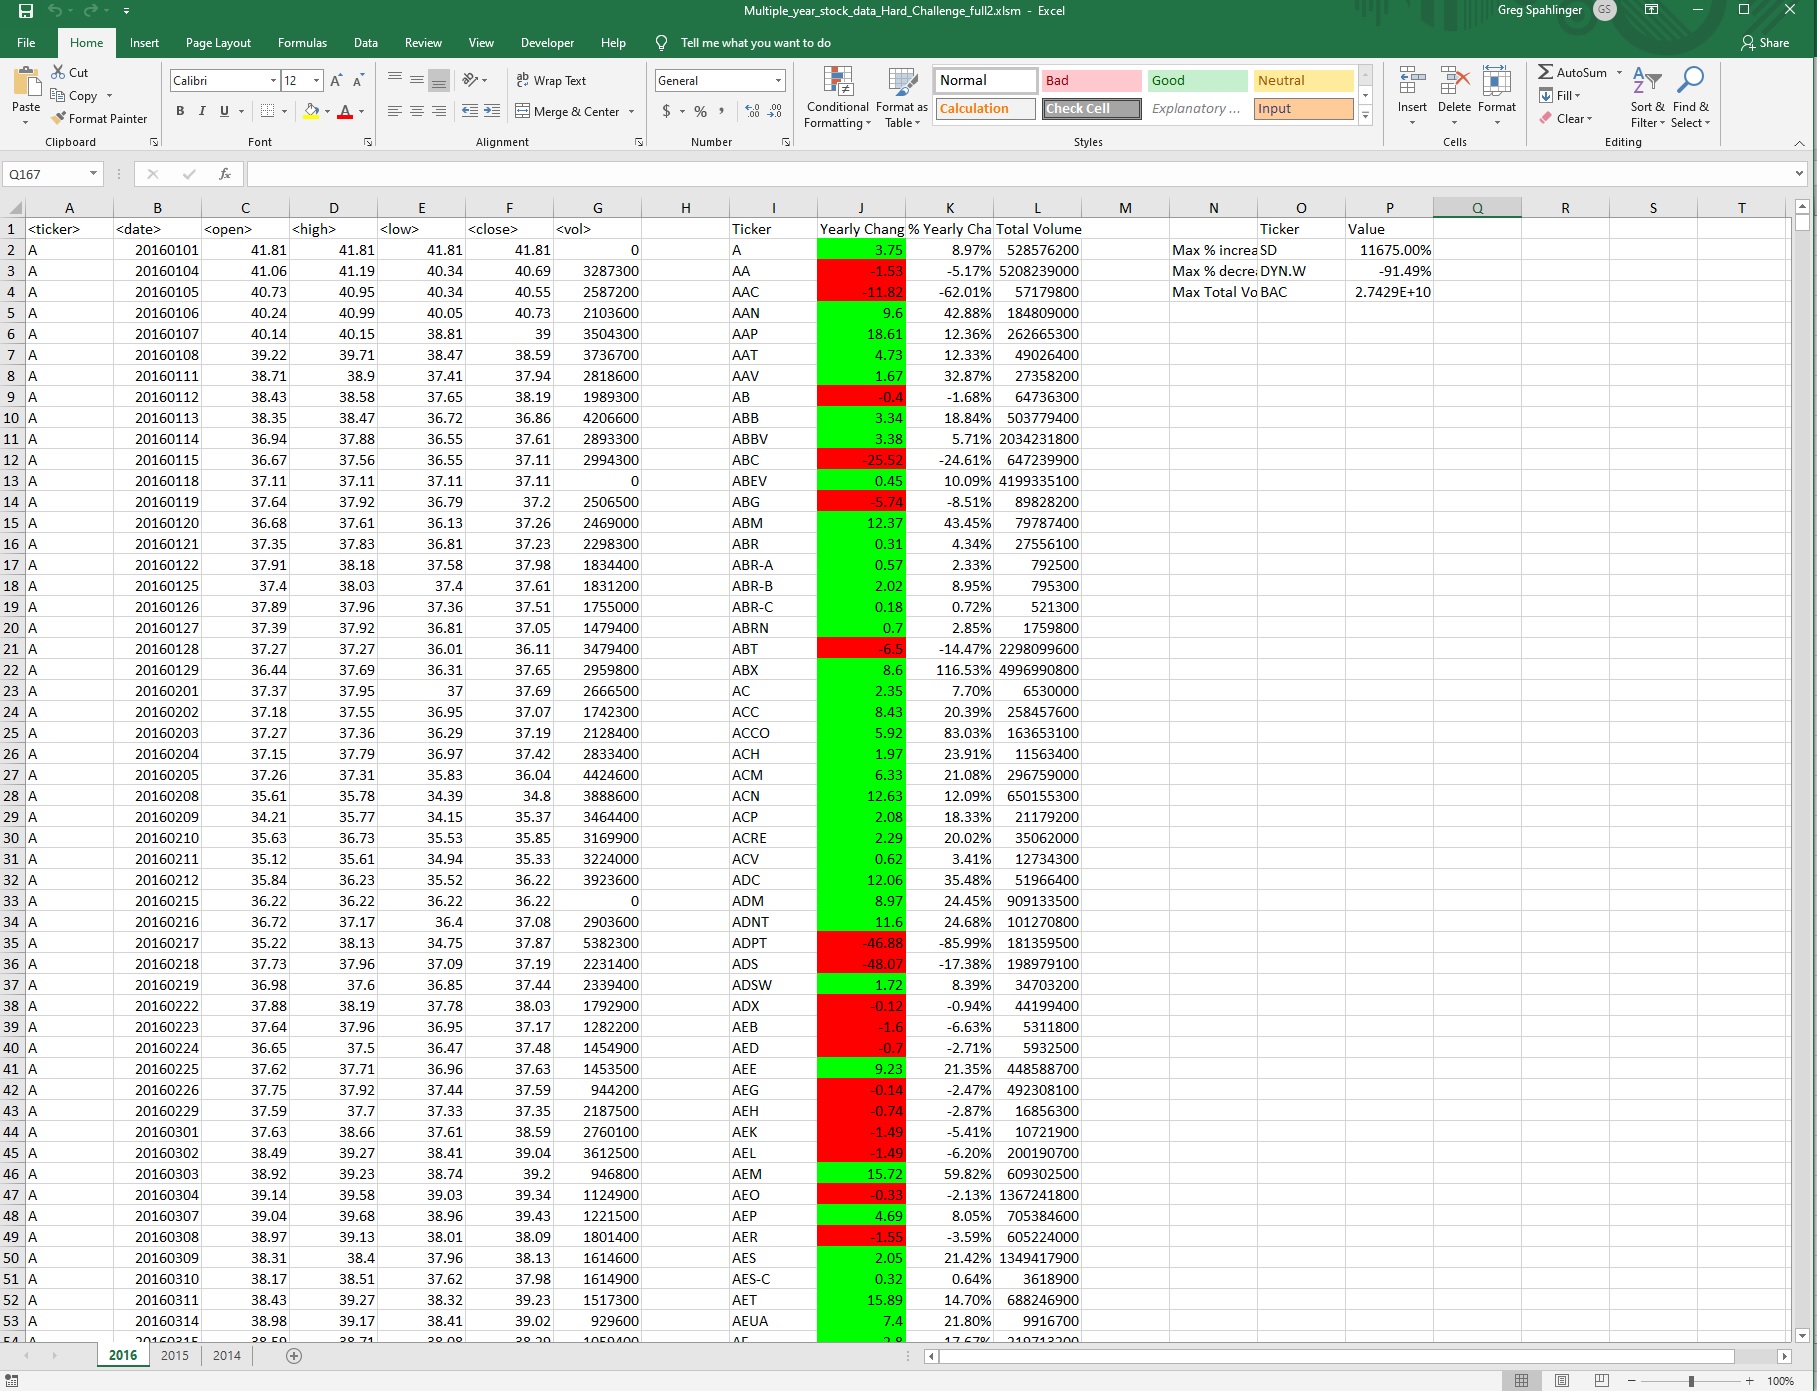 Multiple_year_stock_data_Hard_Challenge_full2.xlsm - Excel
Greg Spahlinger GS
File Home Insert Page Layout Formulas Data Review View Developer Help Tell me what you want to do Share
Paste Cut Copy Format Painter Clipboard
Calibri 12 A A B I U A Font
ab Wrap Text Merge & Center Alignment
General $ % , Number
Conditional Formatting Format as Table
Normal Bad Good Neutral
Calculation Check Cell Explanatory ... Input
Styles
Insert Delete Format Cells
AutoSum Fill Clear Sort & Filter Find & Select Editing
Q167 fx
A B C D E F G H I J K L M N O P Q R S T
1 <ticker> <date> <open> <high> <low> <close> <vol> Ticker Yearly Chang % Yearly Cha Total Volume Ticker Value
2 A 20160101 41.81 41.81 41.81 41.81 0 A 3.75 8.97% 528576200 Max % increa SD 11675.00%
3 A 20160104 41.06 41.19 40.34 40.69 3287300 AA -1.53 -5.17% 5208239000 Max % decre DYN.W -91.49%
4 A 20160105 40.73 40.95 40.34 40.55 2587200 AAC -11.82 -62.01% 57179800 Max Total Vo BAC 2.7429E+10
5 A 20160106 40.24 40.99 40.05 40.73 2103600 AAN 9.6 42.88% 184809000
6 A 20160107 40.14 40.15 38.81 39 3504300 AAP 18.61 12.36% 262665300
7 A 20160108 39.22 39.71 38.47 38.59 3736700 AAT 4.73 12.33% 49026400
8 A 20160111 38.71 38.9 37.41 37.94 2818600 AAV 1.67 32.87% 27358200
9 A 20160112 38.43 38.58 37.65 38.19 1989300 AB -0.4 -1.68% 64736300
10 A 20160113 38.35 38.47 36.72 36.86 4206600 ABB 3.34 18.84% 503779400
11 A 20160114 36.94 37.88 36.55 37.61 2893300 ABBV 3.38 5.71% 2034231800
12 A 20160115 36.67 37.56 36.55 37.11 2994300 ABC -25.52 -24.61% 647239900
13 A 20160118 37.11 37.11 37.11 37.11 0 ABEV 0.45 10.09% 4199335100
14 A 20160119 37.64 37.92 36.79 37.2 2506500 ABG -5.74 -8.51% 89828200
15 A 20160120 36.68 37.61 36.13 37.26 2469000 ABM 12.37 43.45% 79787400
16 A 20160121 37.35 37.83 36.81 37.23 2298300 ABR 0.31 4.34% 27556100
17 A 20160122 37.91 38.18 37.58 37.98 1834400 ABR-A 0.57 2.33% 792500
18 A 20160125 37.4 38.03 37.4 37.61 1831200 ABR-B 2.02 8.95% 795300
19 A 20160126 37.89 37.96 37.36 37.51 1755000 ABR-C 0.18 0.72% 521300
20 A 20160127 37.39 37.92 36.81 37.05 1479400 ABRN 0.7 2.85% 1759800
21 A 20160128 37.27 37.27 36.01 36.11 3479400 ABT -6.5 -14.47% 2298099600
22 A 20160129 36.44 37.69 36.31 37.65 2959800 ABX 8.6 116.53% 4996990800
23 A 20160201 37.37 37.95 37 37.69 2666500 AC 2.35 7.70% 6530000
24 A 20160202 37.18 37.55 36.95 37.07 1742300 ACC 8.43 20.39% 258457600
25 A 20160203 37.27 37.36 36.29 37.19 2128400 ACCO 5.92 83.03% 163653100
26 A 20160204 37.15 37.79 36.97 37.42 2833400 ACH 1.97 23.91% 11563400
27 A 20160205 37.26 37.31 35.83 36.04 4424600 ACM 6.33 21.08% 296759000
28 A 20160208 35.61 35.78 34.39 34.8 3888600 ACN 12.63 12.09% 650155300
29 A 20160209 34.21 35.77 34.15 35.37 3464400 ACP 2.08 18.33% 21179200
30 A 20160210 35.63 36.73 35.53 35.85 3169900 ACRE 2.29 20.02% 35062000
31 A 20160211 35.12 35.61 34.94 35.33 3224000 ACV 0.62 3.41% 12734300
32 A 20160212 35.84 36.23 35.52 36.22 3923600 ADC 12.06 35.48% 51966400
33 A 20160215 36.22 36.22 36.22 36.22 0 ADM 8.97 24.45% 909133500
34 A 20160216 36.72 37.17 36.4 37.08 2903600 ADNT 11.6 24.68% 101270800
35 A 20160217 35.22 38.13 34.75 37.87 5382300 ADPT -46.88 -85.99% 181359500
36 A 20160218 37.73 37.96 37.09 37.19 2231400 ADS -48.07 -17.38% 198979100
37 A 20160219 36.98 37.6 36.85 37.44 2339400 ADSW 1.72 8.39% 34703200
38 A 20160222 37.88 38.19 37.78 38.03 1792900 ADX -0.12 -0.94% 44199400
39 A 20160223 37.64 37.96 36.95 37.17 1282200 AEB -1.6 -6.63% 5311800
40 A 20160224 36.65 37.5 36.47 37.48 1454900 AED -0.7 -2.71% 5932500
41 A 20160225 37.62 37.71 36.96 37.63 1453500 AEE 9.23 21.35% 448588700
42 A 20160226 37.75 37.92 37.44 37.59 944200 AEG -0.14 -2.47% 492308100
43 A 20160229 37.59 37.7 37.33 37.35 2187500 AEH -0.74 -2.87% 16856300
44 A 20160301 37.63 38.66 37.61 38.59 2760100 AEK -1.49 -5.41% 10721900
45 A 20160302 38.49 39.27 38.41 39.04 3612500 AEL -1.49 -6.20% 200190700
46 A 20160303 38.92 39.23 38.74 39.2 946800 AEM 15.72 59.82% 609302500
47 A 20160304 39.14 39.58 39.03 39.34 1124900 AEO -0.33 -2.13% 1367241800
48 A 20160307 39.04 39.68 38.96 39.43 1221500 AEP 4.69 8.05% 705384600
49 A 20160308 38.97 39.13 38.01 38.09 1801400 AER -1.55 -3.59% 605224000
50 A 20160309 38.31 38.4 37.96 38.13 1614600 AES 2.05 21.42% 1349417900
51 A 20160310 38.17 38.51 37.62 37.98 1614900 AES-C 0.32 0.64% 3618900
52 A 20160311 38.43 39.27 38.32 39.23 1517300 AET 15.89 14.70% 688246900
53 A 20160314 38.98 39.17 38.41 39.02 929600 AEUA 7.4 21.80% 9916700
2016 2015 2014
100%